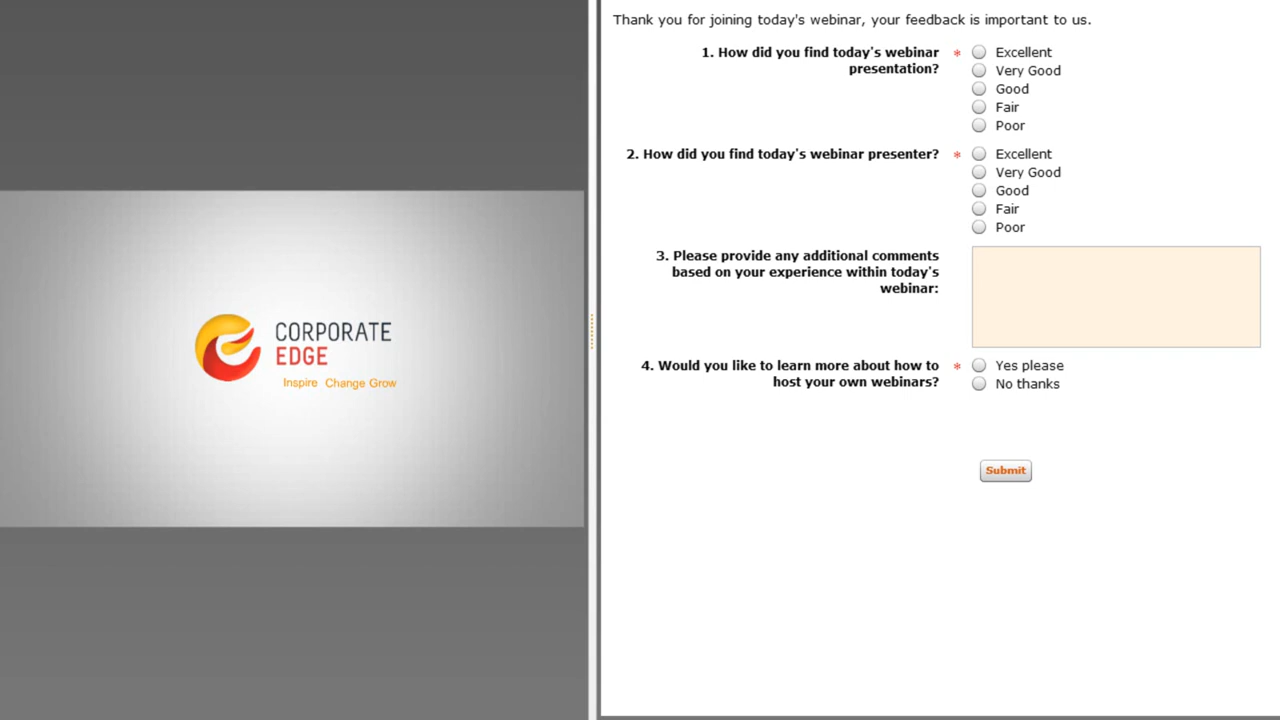 CORPORATE
EDGE
Inspire Change Grow
Thank you for joining today's webinar, your feedback is important to us.
1. How did you find today's webinar
presentation?
*
Excellent
Very Good
Good
Fair
Poor
2. How did you find today's webinar presenter?
*
Excellent
Very Good
Good
Fair
Poor
3. Please provide any additional comments
based on your experience within today's
webinar:
4. Would you like to learn more about how to
host your own webinars?
*
Yes please
No thanks
Submit